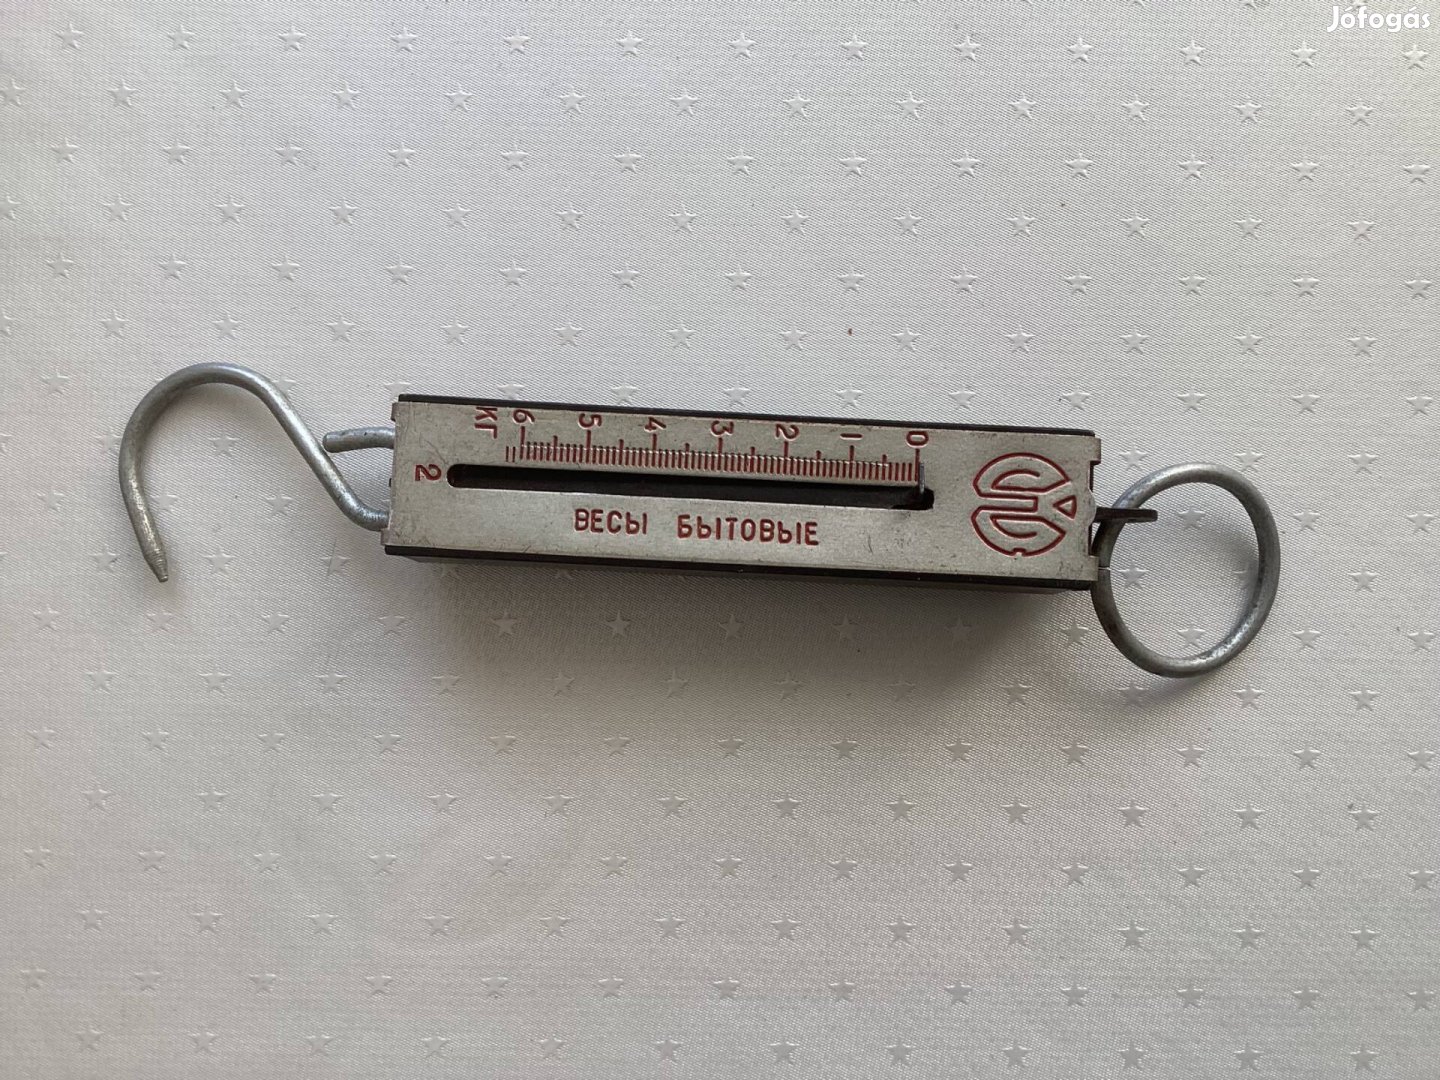 Jófogás
КГ 6 5 4 3 2 1 0
2
ВЕСЫ БЫТОВЫЕ